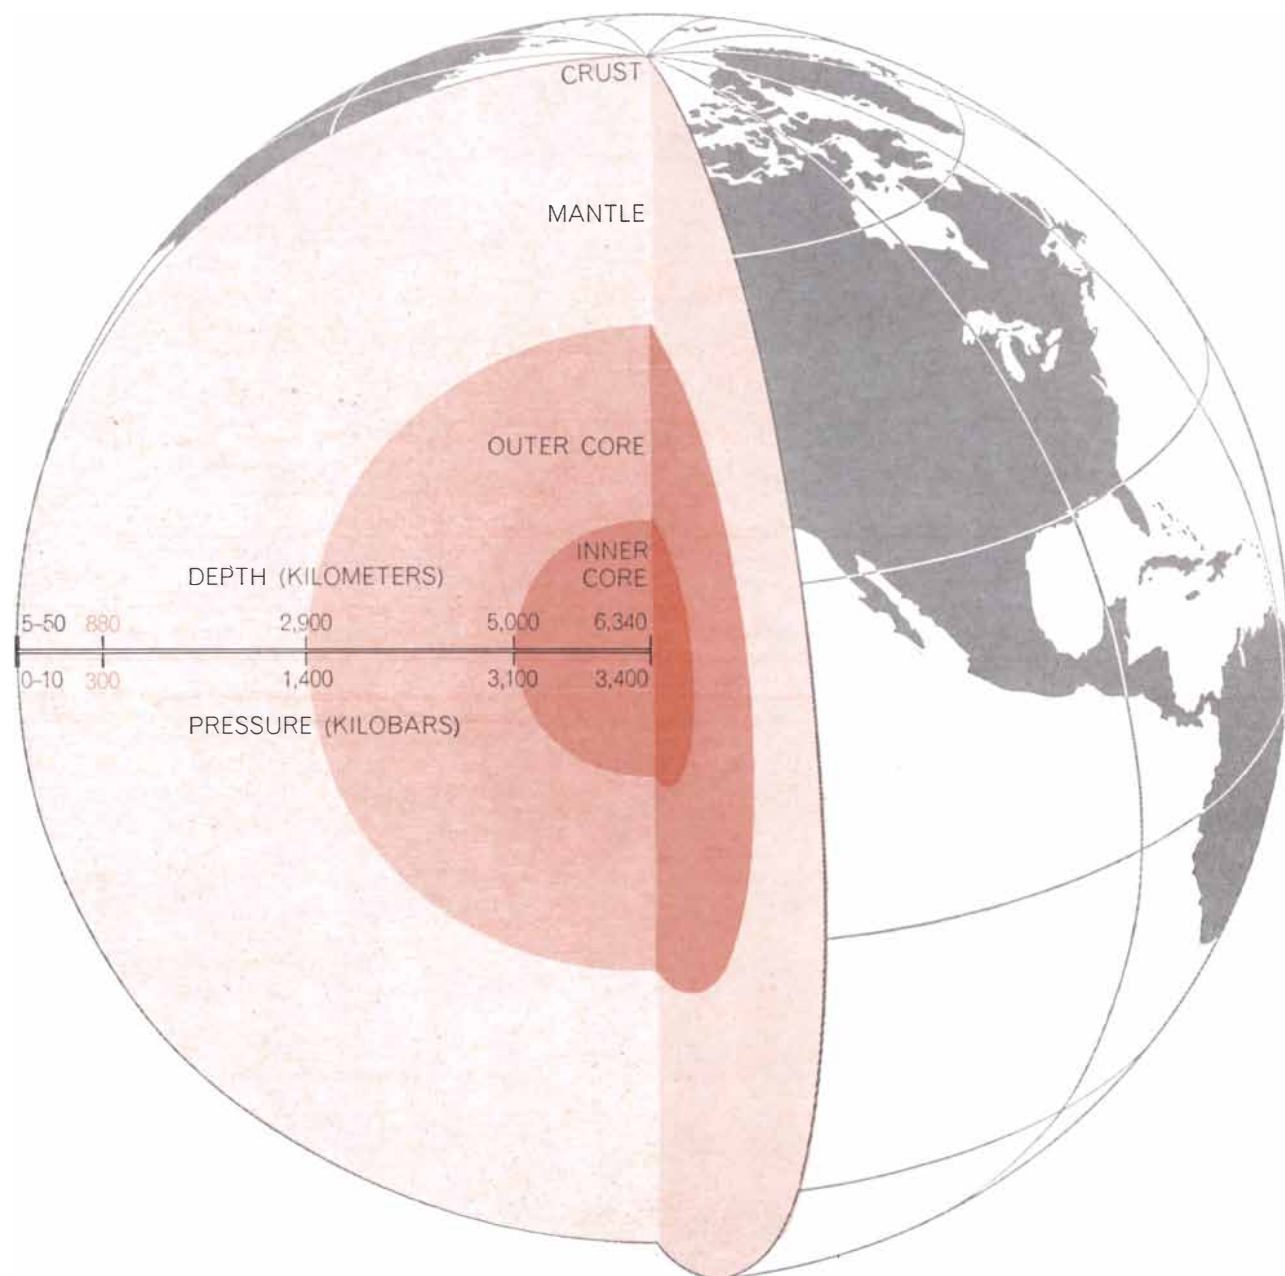 CRUST
MANTLE
OUTER CORE
INNER
CORE
DEPTH (KILOMETERS)
5–50 880 2,900 5,000 6,340
0–10 300 1,400 3,100 3,400
PRESSURE (KILOBARS)